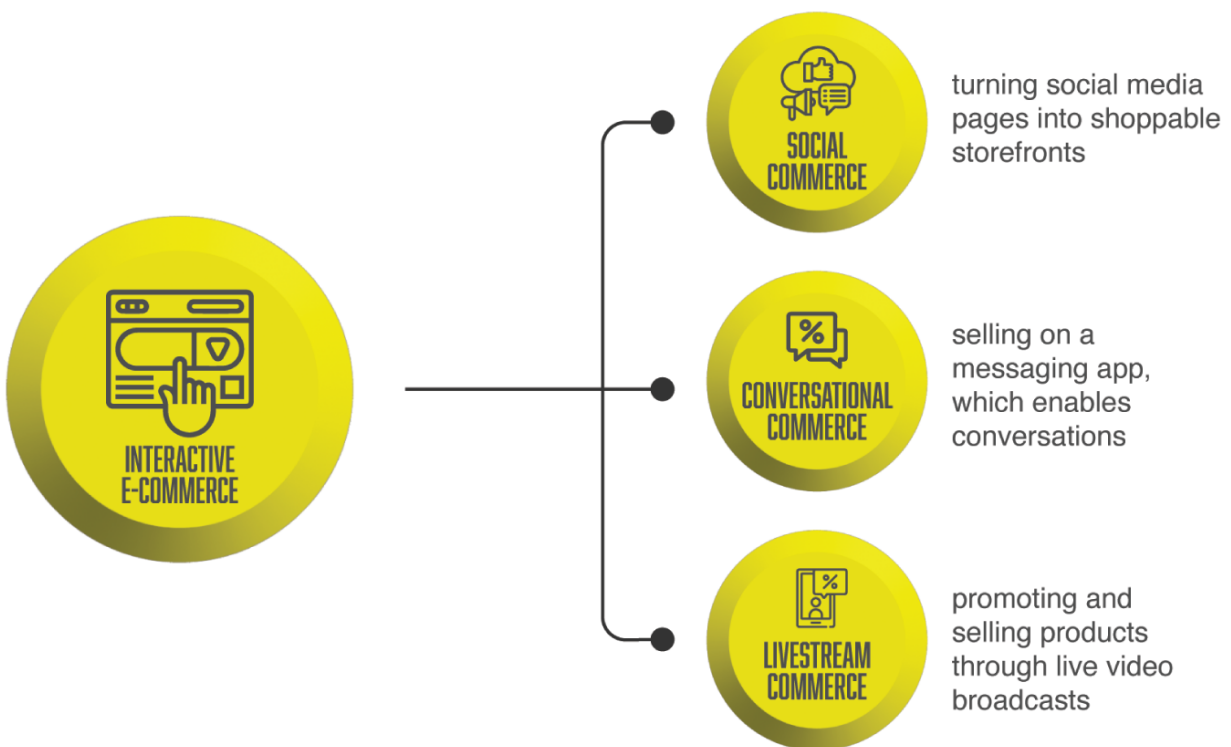 INTERACTIVE
E-COMMERCE
SOCIAL
COMMERCE
turning social media
pages into shoppable
storefronts
%
CONVERSATIONAL
COMMERCE
selling on a
messaging app,
which enables
conversations
%
LIVESTREAM
COMMERCE
promoting and
selling products
through live video
broadcasts